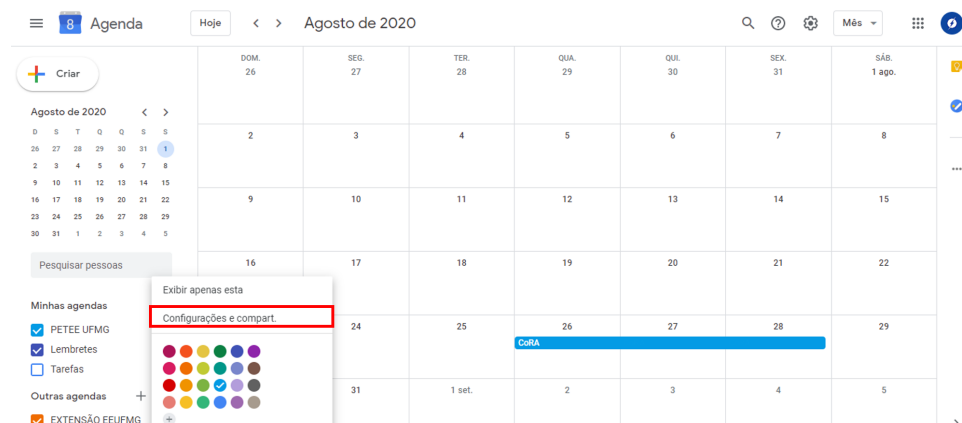 8 Agenda Hoje < > Agosto de 2020 Mês
Criar
Agosto de 2020 < >
D S T Q Q S S
26 27 28 29 30 31 1
2 3 4 5 6 7 8
9 10 11 12 13 14 15
16 17 18 19 20 21 22
23 24 25 26 27 28 29
30 31 1 2 3 4 5
Pesquisar pessoas
Minhas agendas
PETEE UFMG
Lembretes
Tarefas
Outras agendas +
EXTENSÃO EEUFMG
Exibir apenas esta
Configurações e compart.
+
DOM. SEG. TER. QUA. QUI. SEX. SÁB.
26 27 28 29 30 31 1 ago.
2 3 4 5 6 7 8
9 10 11 12 13 14 15
16 17 18 19 20 21 22
24 25 26 27 28 29
CoRA
31 1 set. 2 3 4 5